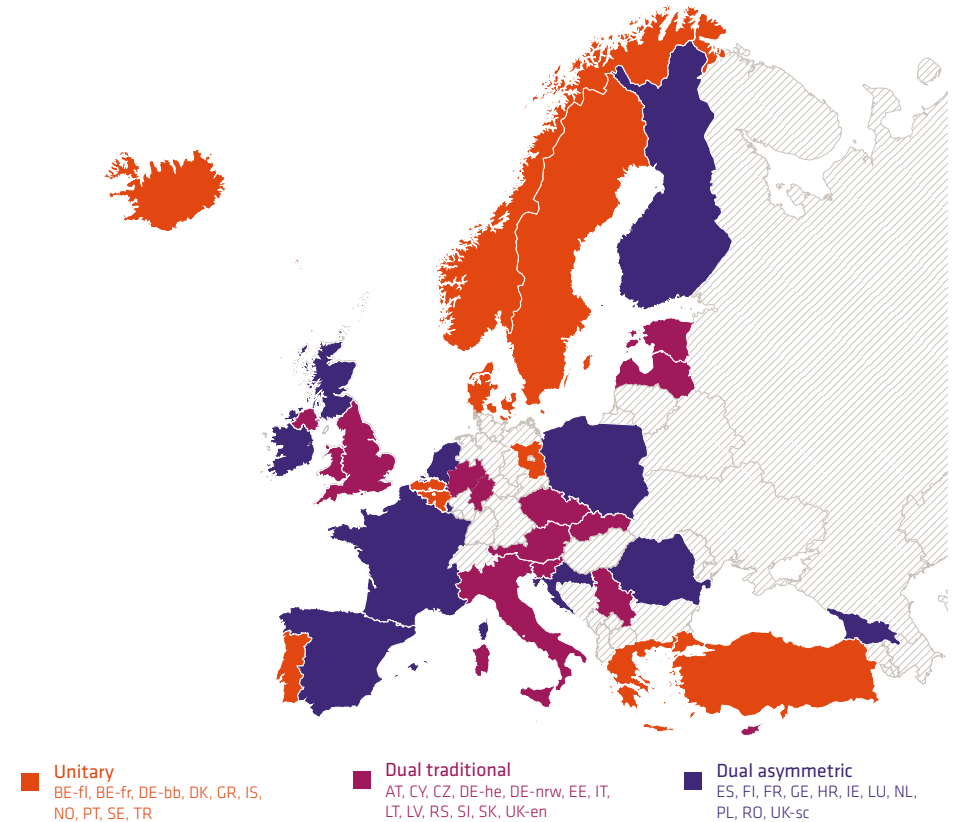 Unitary
BE-fl, BE-fr, DE-bb, DK, GR, IS,
NO, PT, SE, TR
Dual traditional
AT, CY, CZ, DE-he, DE-nrw, EE, IT,
LT, LV, RS, SI, SK, UK-en
Dual asymmetric
ES, FI, FR, GE, HR, IE, LU, NL,
PL, RO, UK-sc